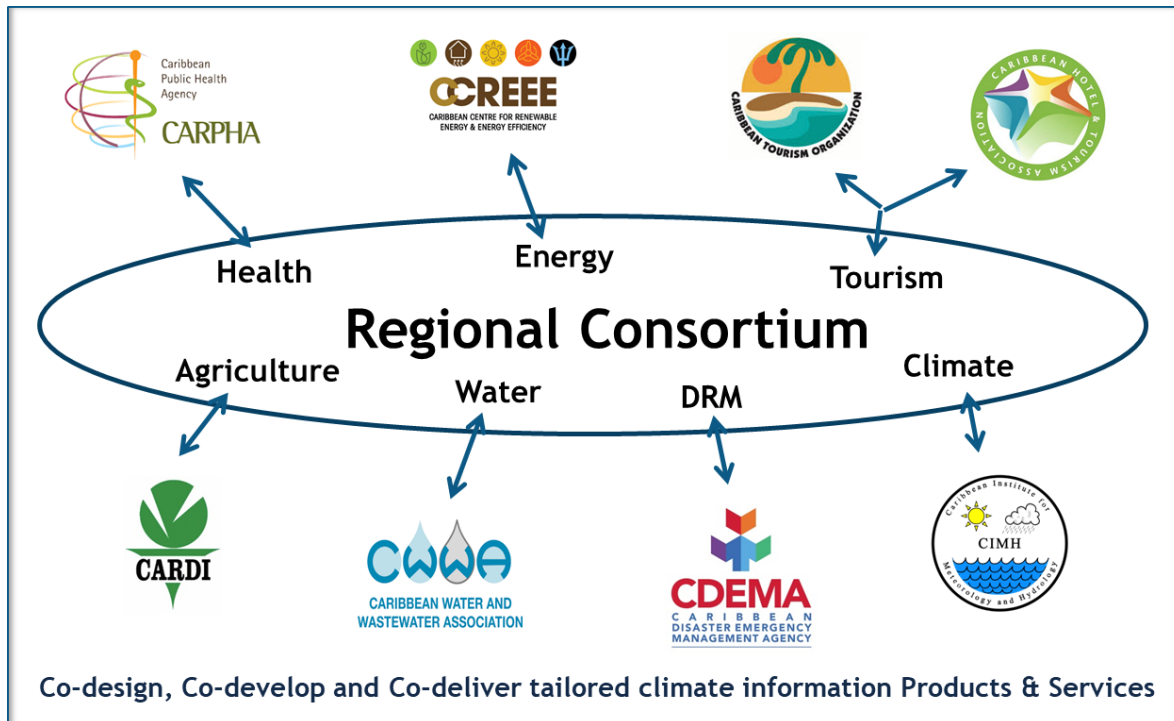 Caribbean
Public Health
Agency
CARPHA
CCREEE
CARIBBEAN CENTRE FOR RENEWABLE
ENERGY & ENERGY EFFICIENCY
CARIBBEAN TOURISM ORGANIZATION
CARIBBEAN HOTEL & TOURISM ASSOCIATION
Health
Energy
Tourism
Regional Consortium
Agriculture
Water
DRM
Climate
CARDI
CWWA
CARIBBEAN WATER AND
WASTEWATER ASSOCIATION
CDEMA
CARIBBEAN
DISASTER EMERGENCY
MANAGEMENT AGENCY
Caribbean Institute for
CIMH
Meteorology and Hydrology
Co-design, Co-develop and Co-deliver tailored climate information Products & Services